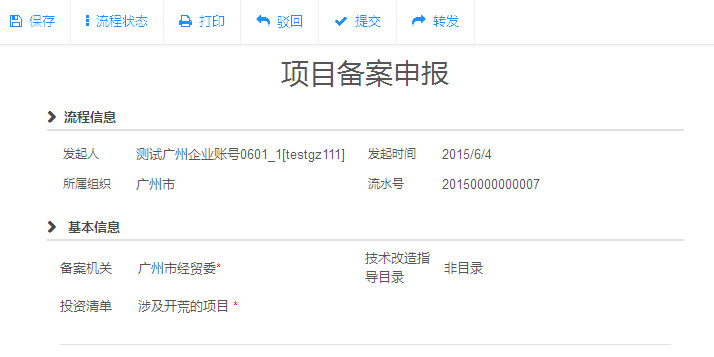 保存 流程状态 打印 驳回 提交 转发
项目备案申报
流程信息
发起人 测试广州企业账号0601_1[testgz111] 发起时间 2015/6/4
所属组织 广州市 流水号 20150000000007
基本信息
备案机关 广州市经贸委* 技术改造指
导目录 非目录
投资清单 涉及开荒的项目 *